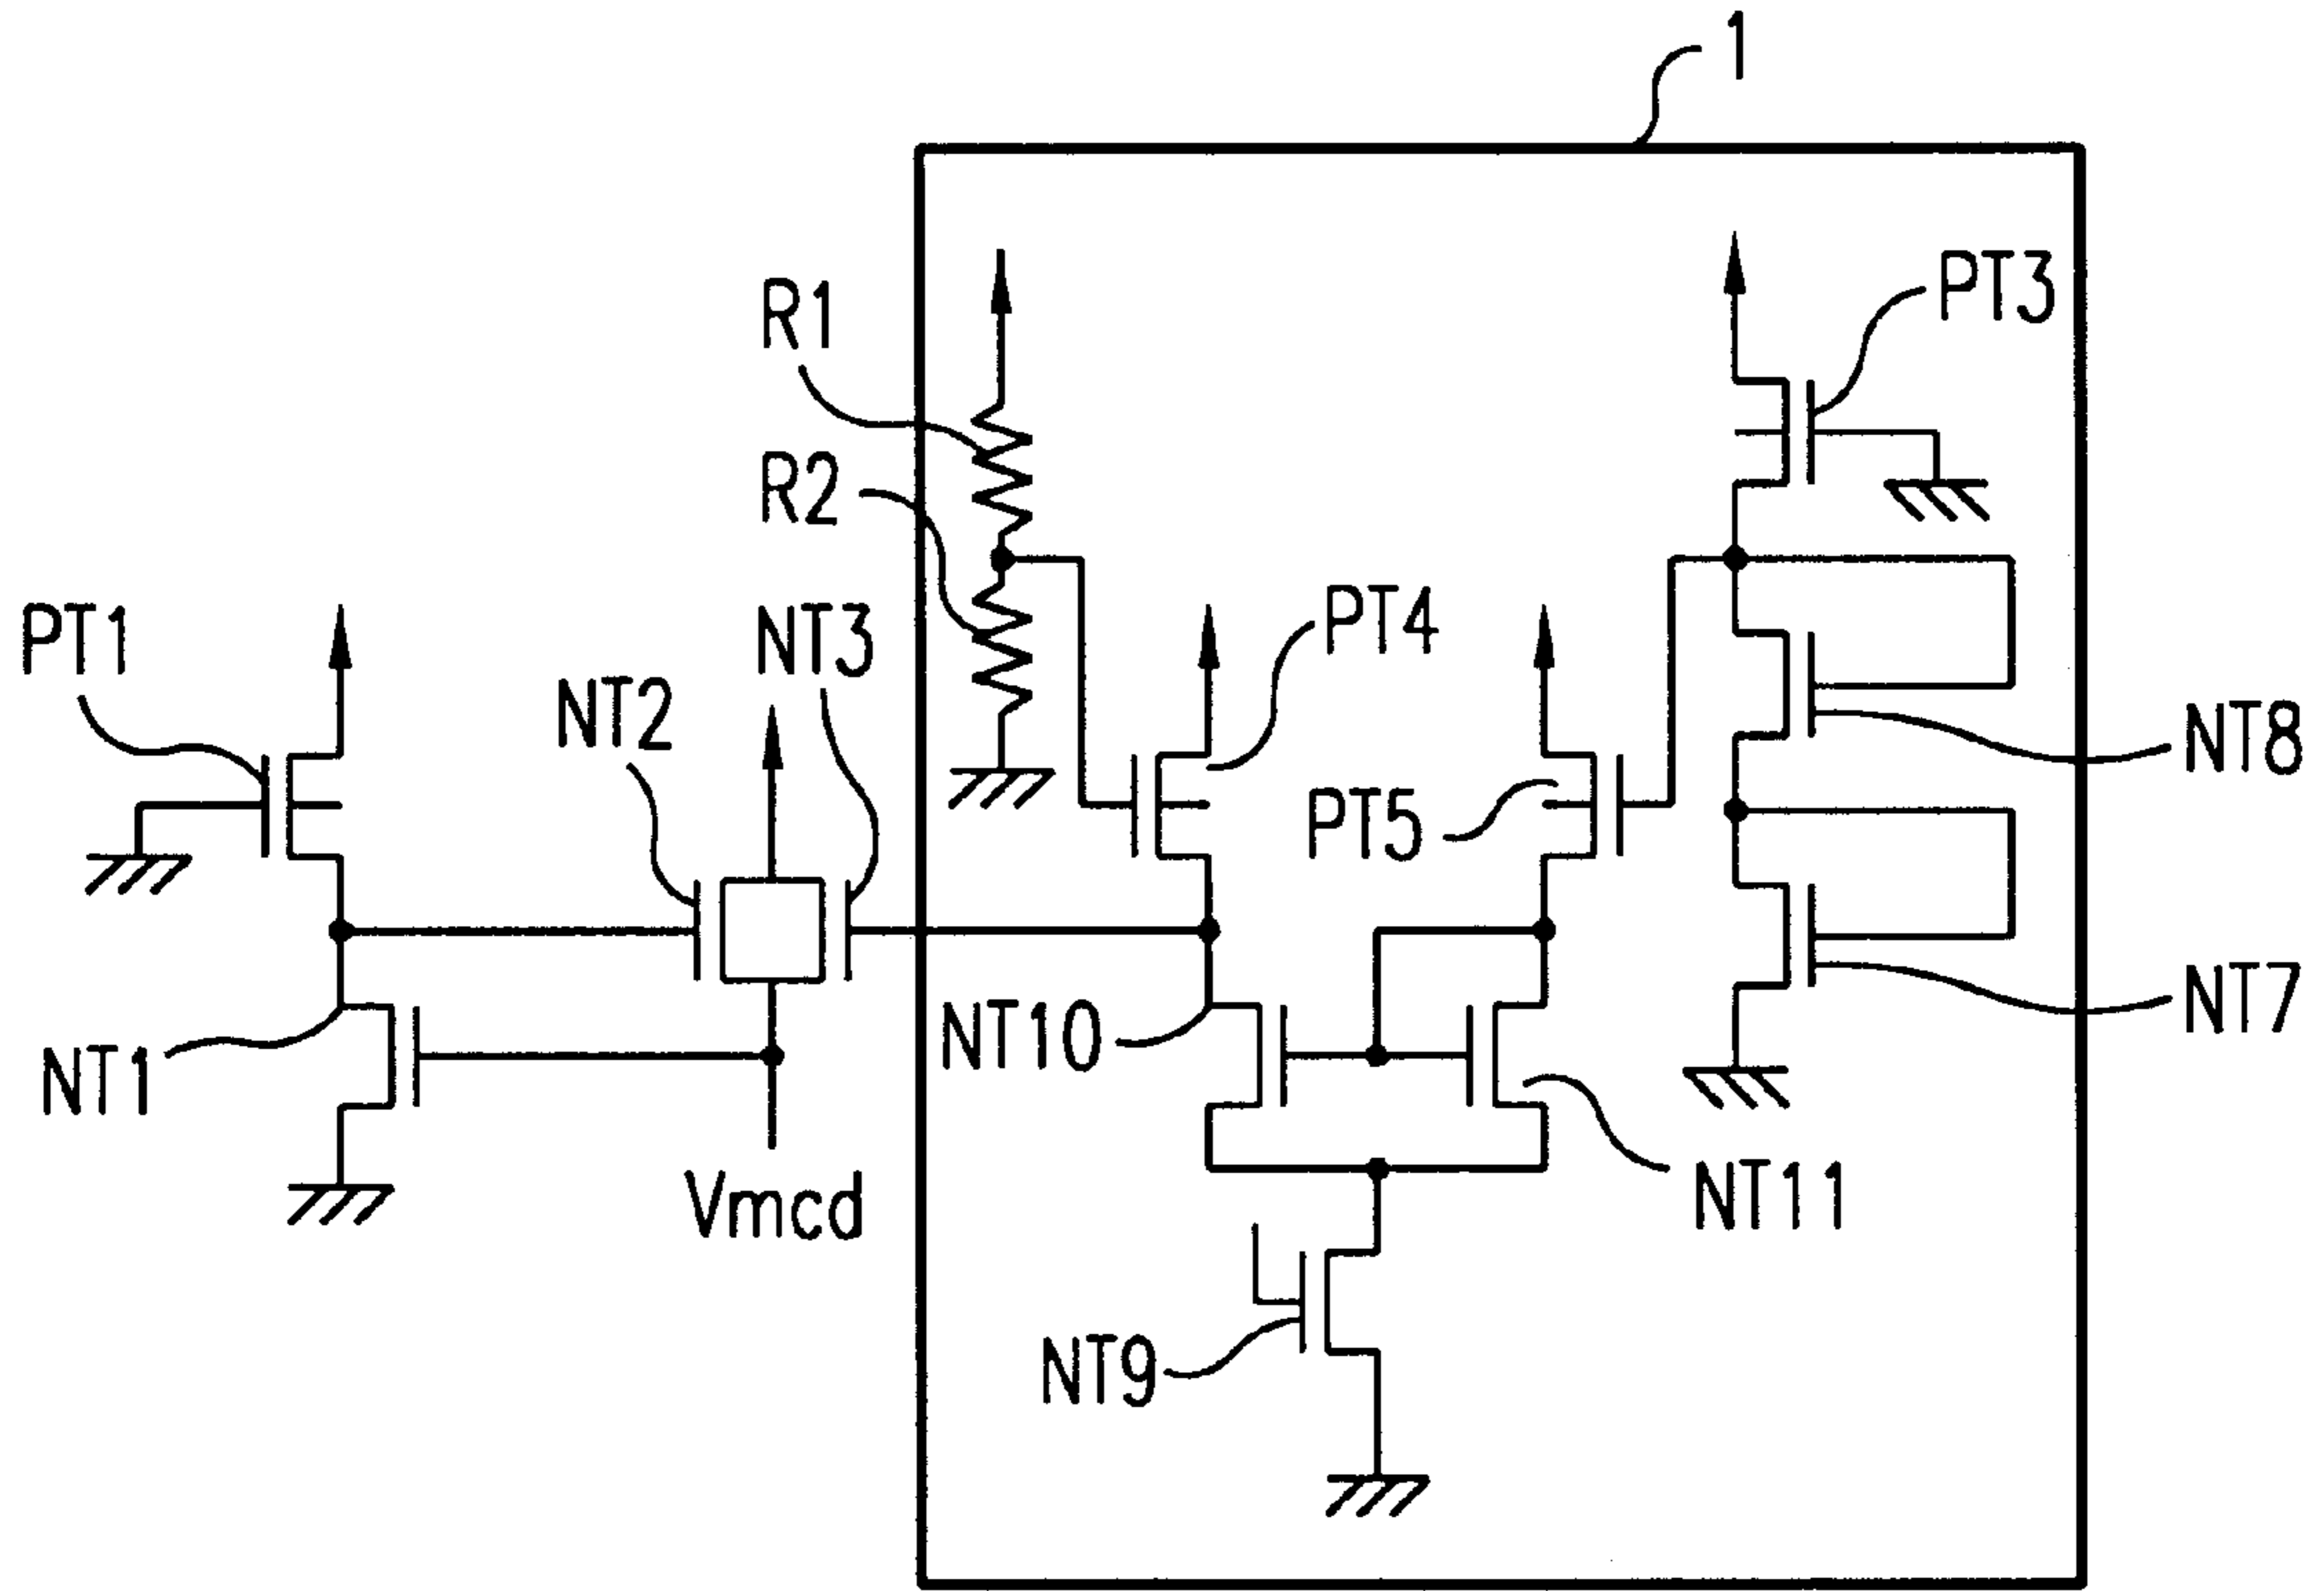 1
R1
PT3
R2
PT1
NT3
PT4
NT2
NT8
PT5
NT10
NT7
NT1
Vmcd
NT11
NT9